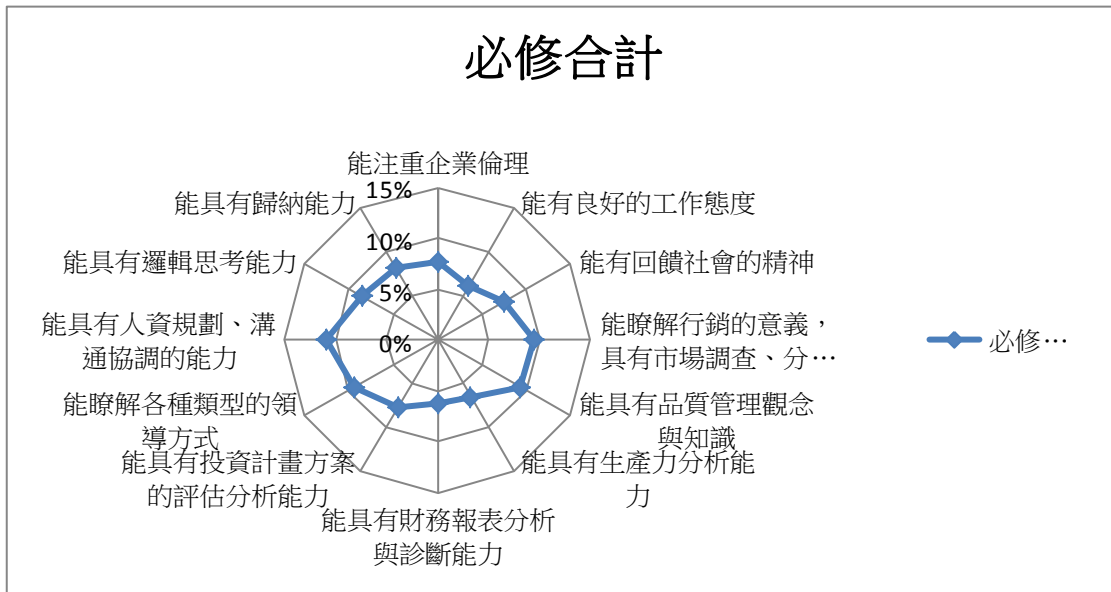 必修合計
能注重企業倫理
能有良好的工作態度
能有回饋社會的精神
能瞭解行銷的意義，
具有市場調查、分…
能具有品質管理觀念
與知識
能具有生產力分析能
力
能具有財務報表分析
與診斷能力
能具有投資計畫方案
的評估分析能力
能瞭解各種類型的領
導方式
能具有人資規劃、溝
通協調的能力
能具有邏輯思考能力
能具有歸納能力
15%
10%
5%
0%
必修…